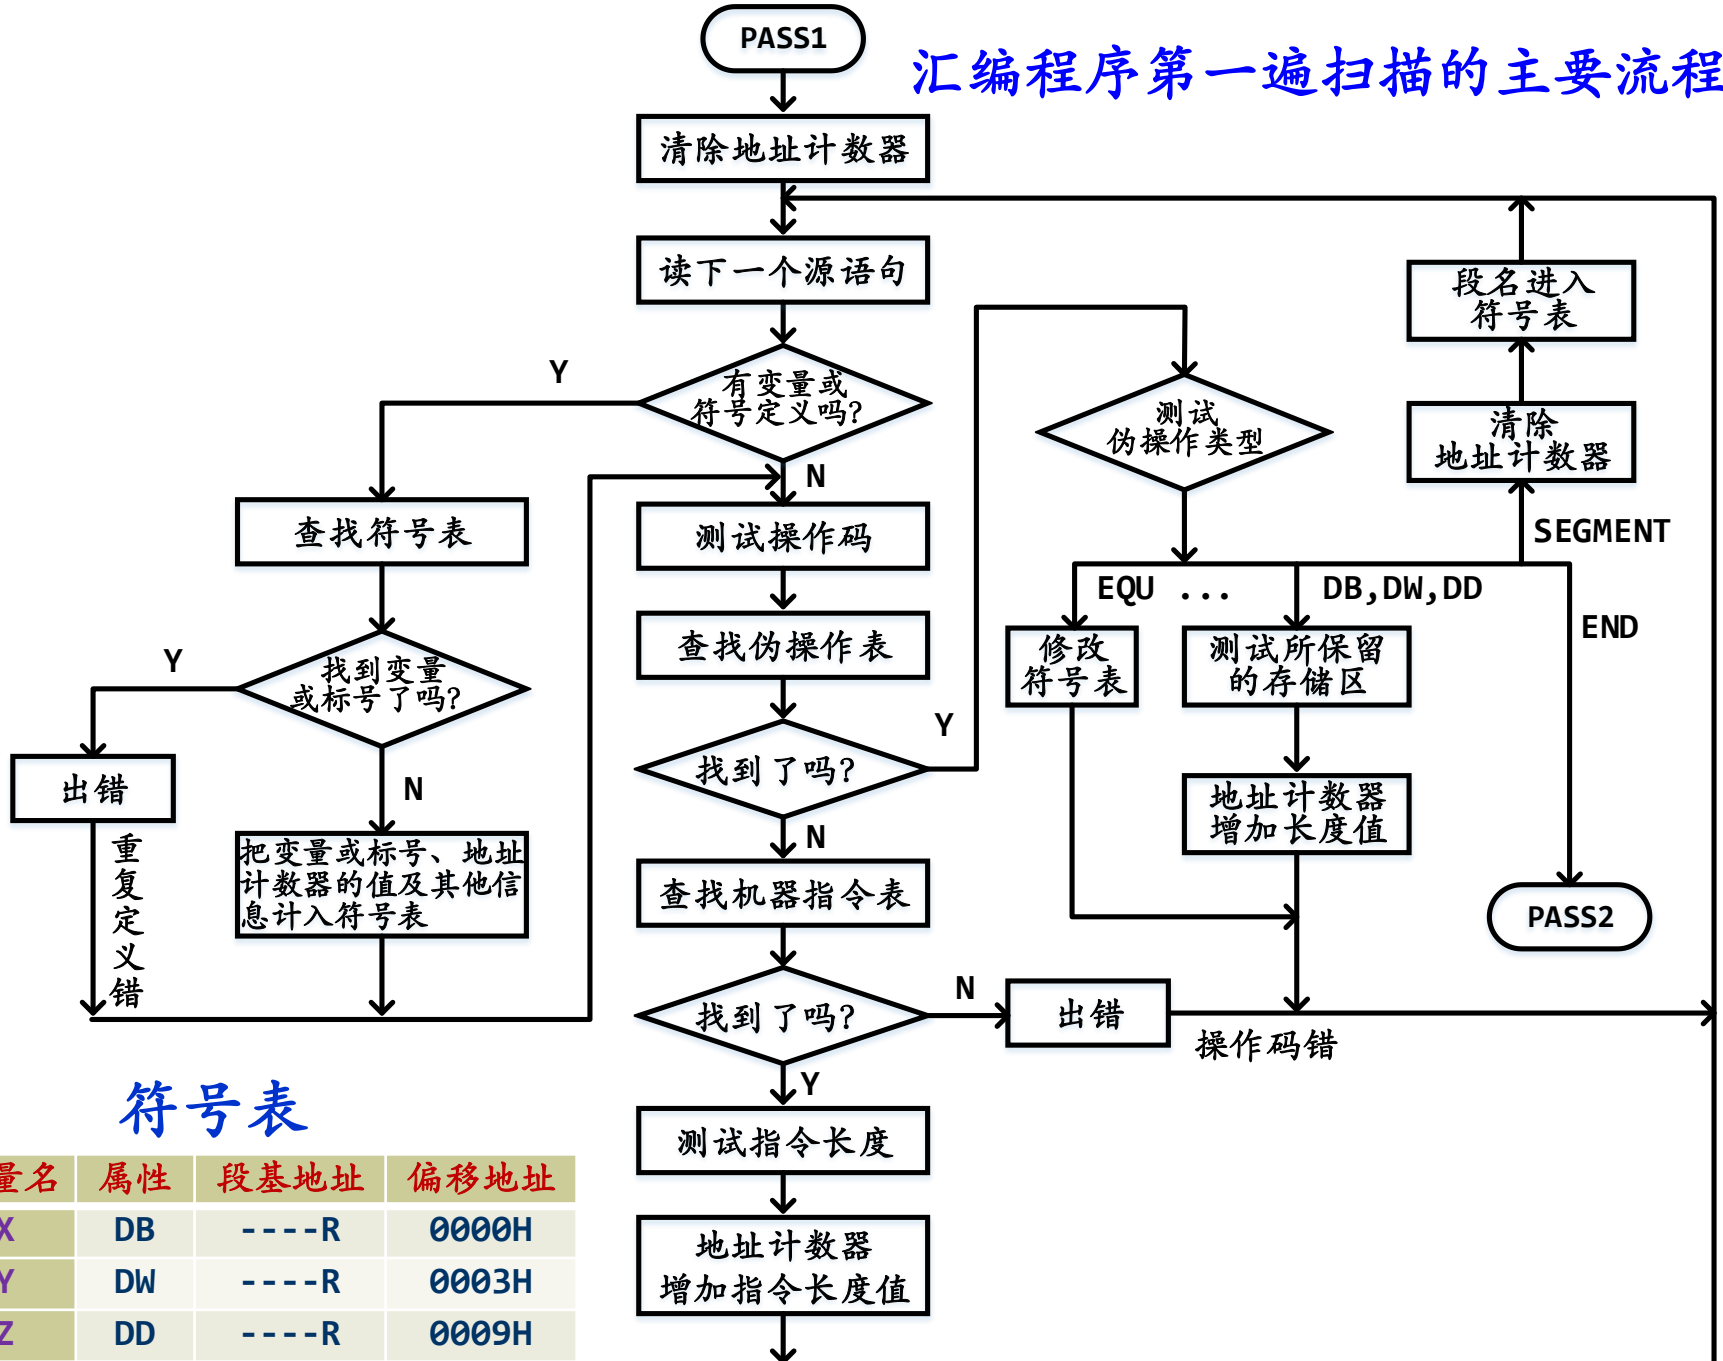 PASS1
汇编程序第一遍扫描的主要流程
清除地址计数器
读下一个源语句
有变量或
符号定义吗?
Y
N
查找符号表
找到变量
或标号了吗?
Y
N
出错
重复定义错
把变量或标号、地址
计数器的值及其他信
息计入符号表
测试操作码
查找伪操作表
找到了吗?
Y
N
查找机器指令表
找到了吗?
N
Y
出错
操作码错
测试指令长度
地址计数器
增加指令长度值
测试
伪操作类型
EQU ...
DB,DW,DD
SEGMENT
END
修改
符号表
测试所保留
的存储区
地址计数器
增加长度值
清除
地址计数器
段名进入
符号表
PASS2
符号表
量名 属性 段基地址 偏移地址
X DB ----R 0000H
Y DW ----R 0003H
Z DD ----R 0009H